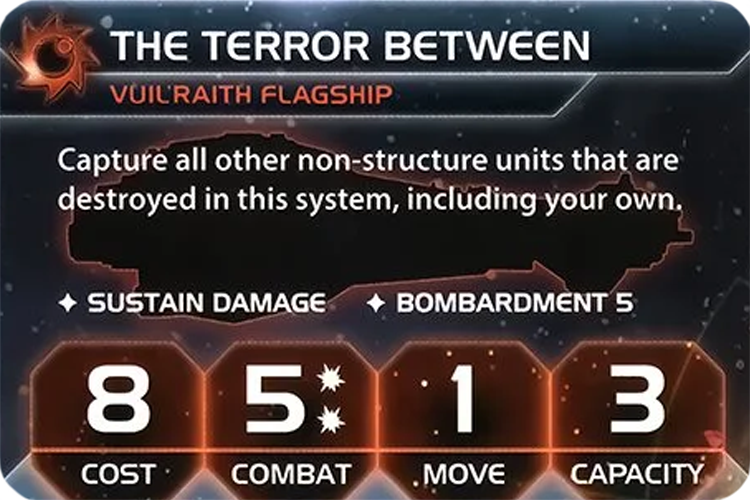 THE TERROR BETWEEN
VUIL'RAITH FLAGSHIP
Capture all other non-structure units that are
destroyed in this system, including your own.
✦ SUSTAIN DAMAGE ✦ BOMBARDMENT 5
8 5 1 3
COST COMBAT MOVE CAPACITY